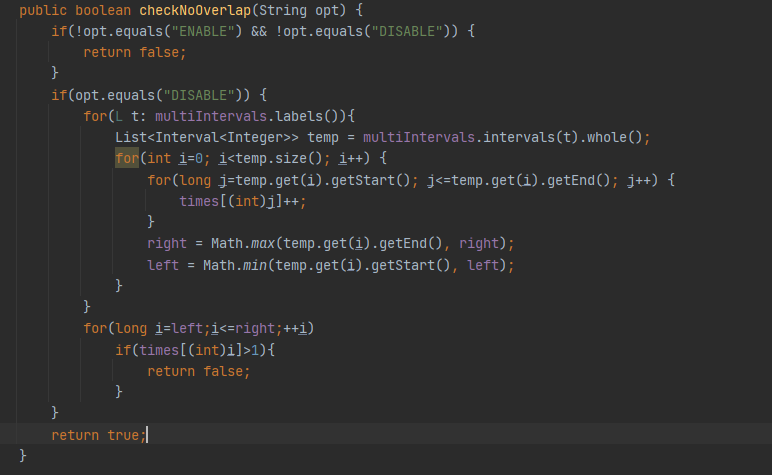 public boolean checkNoOverlap(String opt) {
    if(!opt.equals("ENABLE") && !opt.equals("DISABLE")) {
        return false;
    }
    if(opt.equals("DISABLE")) {
        for(L t: multiIntervals.labels()){
            List<Interval<Integer>> temp = multiIntervals.intervals(t).whole();
            for(int i=0; i<temp.size(); i++) {
                for(long j=temp.get(i).getStart(); j<=temp.get(i).getEnd(); j++) {
                    times[(int)j]++;
                }
                right = Math.max(temp.get(i).getEnd(), right);
                left = Math.min(temp.get(i).getStart(), left);
            }
        }
        for(long i=left;i<=right;++i)
            if(times[(int)i]>1){
                return false;
            }
    }
    return true;
}